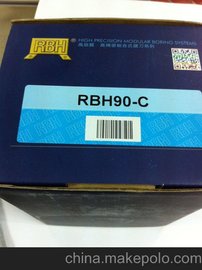 RBH
HIGH PRECISION MODULAR BORING SYSTEMS
RBH90-C
china.makepolo.com